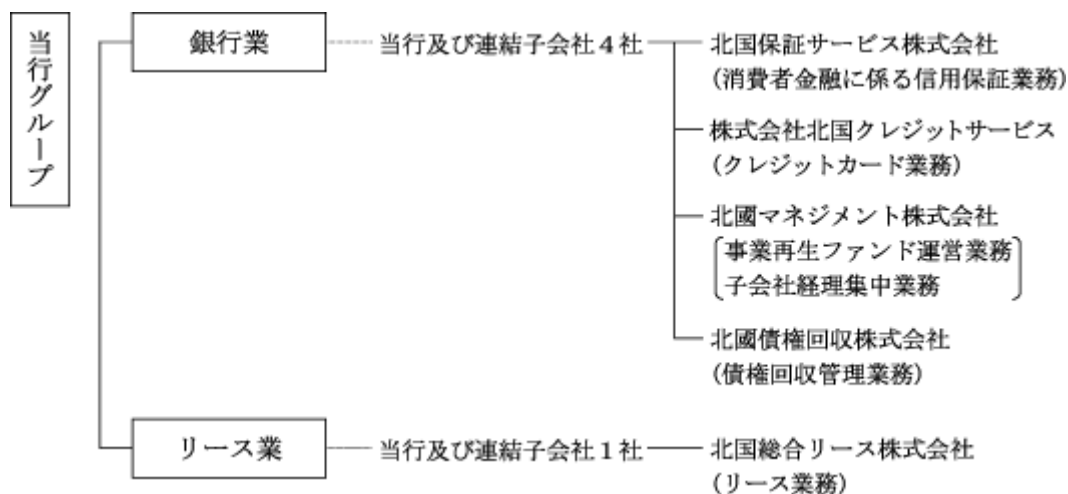 当行グループ
銀行業
当行及び連結子会社4社
北国保証サービス株式会社
(消費者金融に係る信用保証業務)
株式会社北国クレジットサービス
(クレジットカード業務)
北國マネジメント株式会社
事業再生ファンド運営業務
子会社経理集中業務
北國債権回収株式会社
(債権回収管理業務)
リース業
当行及び連結子会社1社
北国総合リース株式会社
(リース業務)